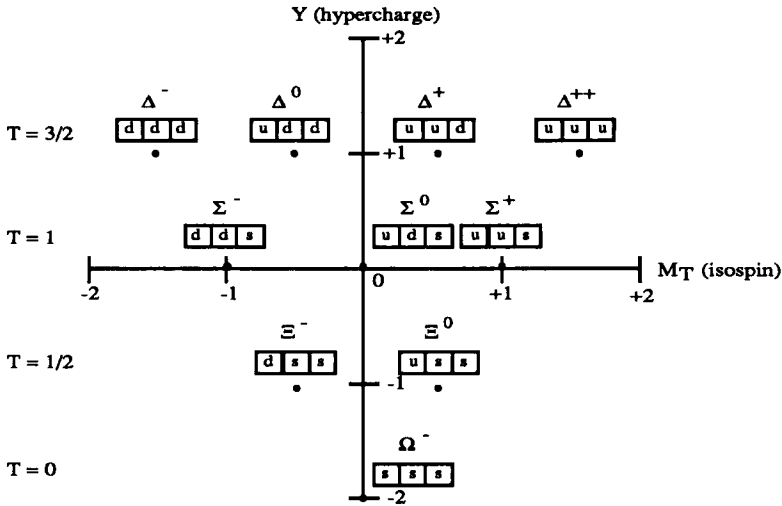 Y (hypercharge)
+2
Δ⁻ Δ⁰ Δ⁺ Δ⁺⁺
T = 3/2 d d d u d d u u d u u u
+1
Σ⁻ Σ⁰ Σ⁺
T = 1 d d s u d s u u s
-2 -1 0 +1 +2 M_T (isospin)
Ξ⁻ Ξ⁰
T = 1/2 d s s u s s
-1
Ω⁻
T = 0 s s s
-2